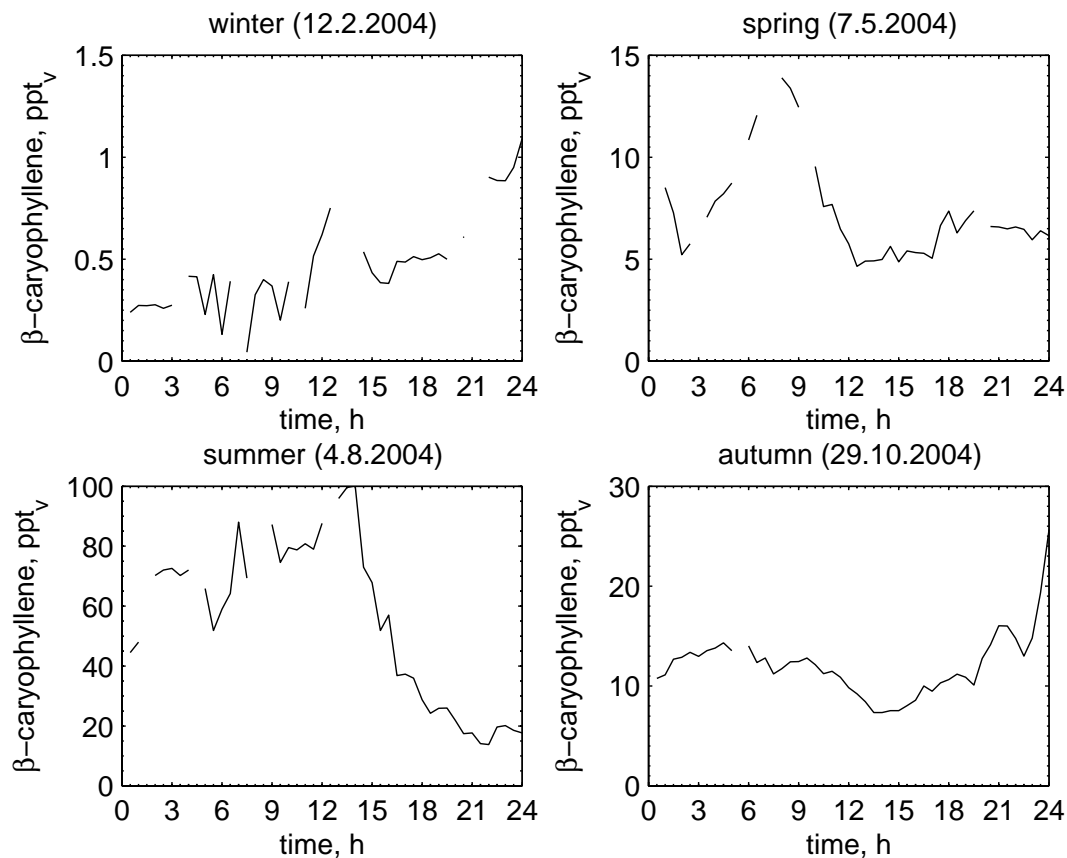 winter (12.2.2004)
β−caryophyllene, ppt_v
1.5
1
0.5
0
0 3 6 9 12 15 18 21 24
time, h
spring (7.5.2004)
β−caryophyllene, ppt_v
15
10
5
0
0 3 6 9 12 15 18 21 24
time, h
summer (4.8.2004)
β−caryophyllene, ppt_v
100
80
60
40
20
0
0 3 6 9 12 15 18 21 24
time, h
autumn (29.10.2004)
β−caryophyllene, ppt_v
30
20
10
0
0 3 6 9 12 15 18 21 24
time, h